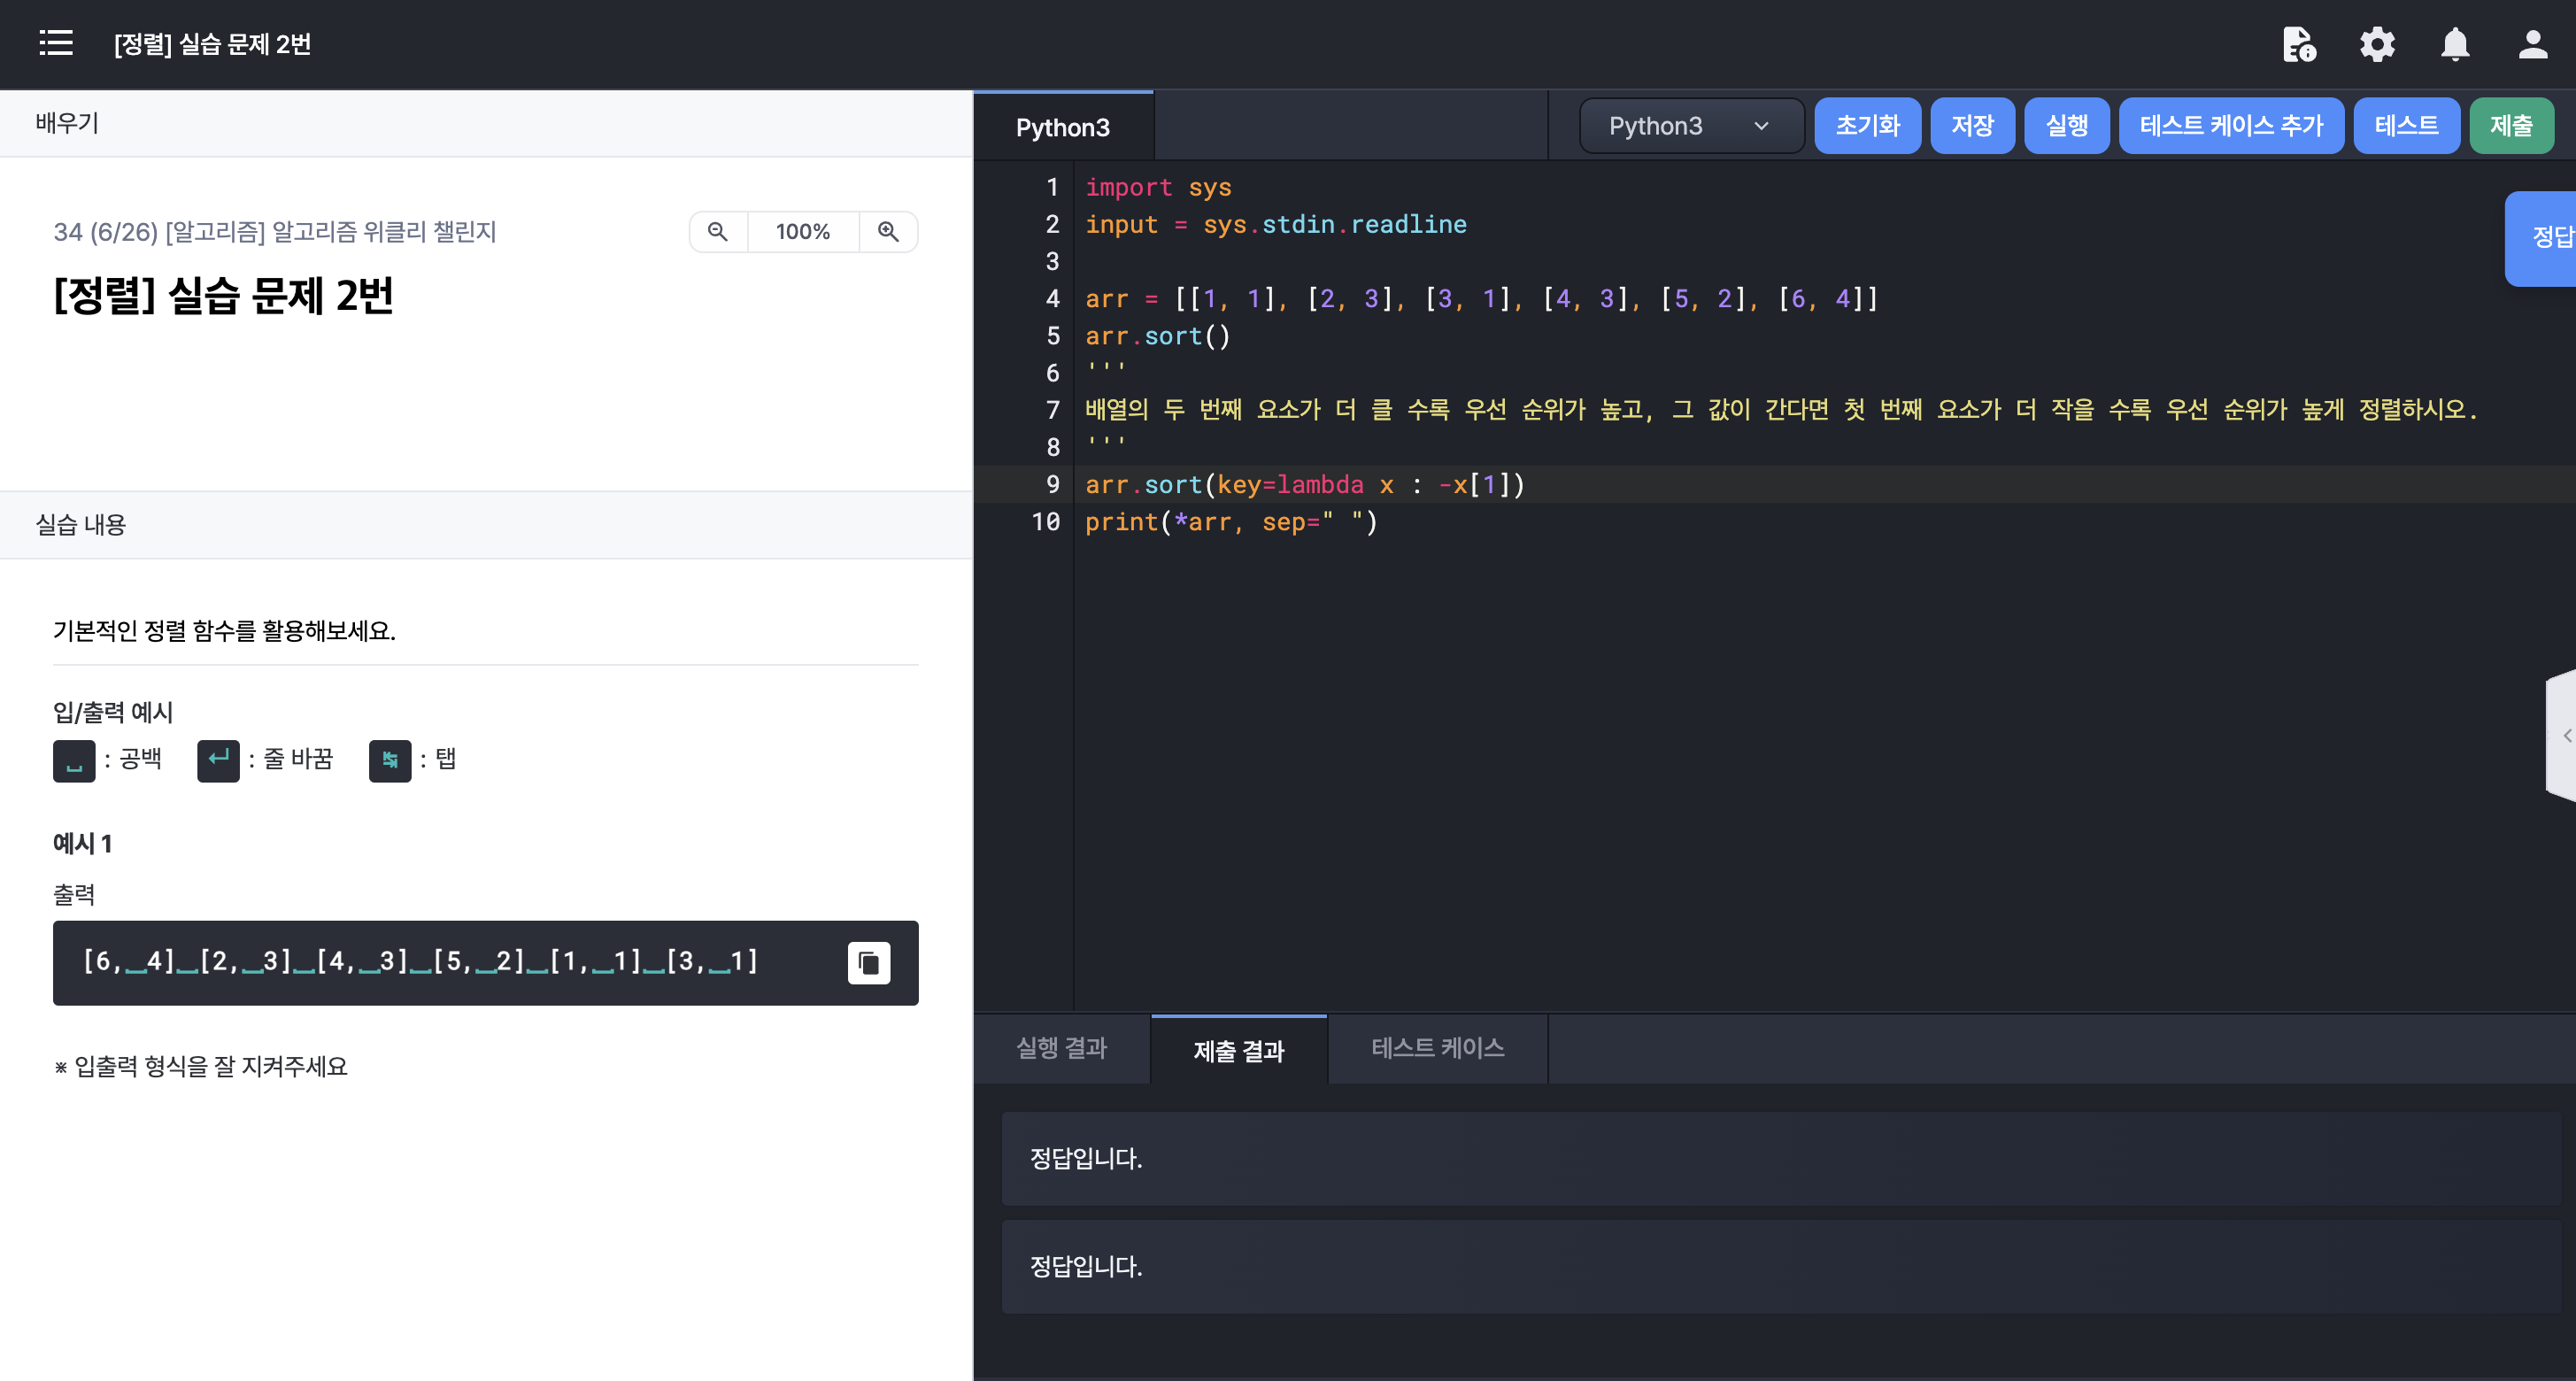 [정렬] 실습 문제 2번
배우기
34 (6/26) [알고리즘] 알고리즘 위클리 챌린지
100%
[정렬] 실습 문제 2번
실습 내용
기본적인 정렬 함수를 활용해보세요.
입/출력 예시
: 공백 : 줄 바꿈 : 탭
예시 1
출력
[6,_4]_[2,_3]_[4,_3]_[5,_2]_[1,_1]_[3,_1]
※ 입출력 형식을 잘 지켜주세요
Python3
Python3 초기화 저장 실행 테스트 케이스 추가 테스트 제출
정답
1 import sys
2 input = sys.stdin.readline
3
4 arr = [[1, 1], [2, 3], [3, 1], [4, 3], [5, 2], [6, 4]]
5 arr.sort()
6 '''
7 배열의 두 번째 요소가 더 클 수록 우선 순위가 높고, 그 값이 간다면 첫 번째 요소가 더 작을 수록 우선 순위가 높게 정렬하시오.
8 '''
9 arr.sort(key=lambda x : -x[1])
10 print(*arr, sep=" ")
실행 결과 제출 결과 테스트 케이스
정답입니다.
정답입니다.